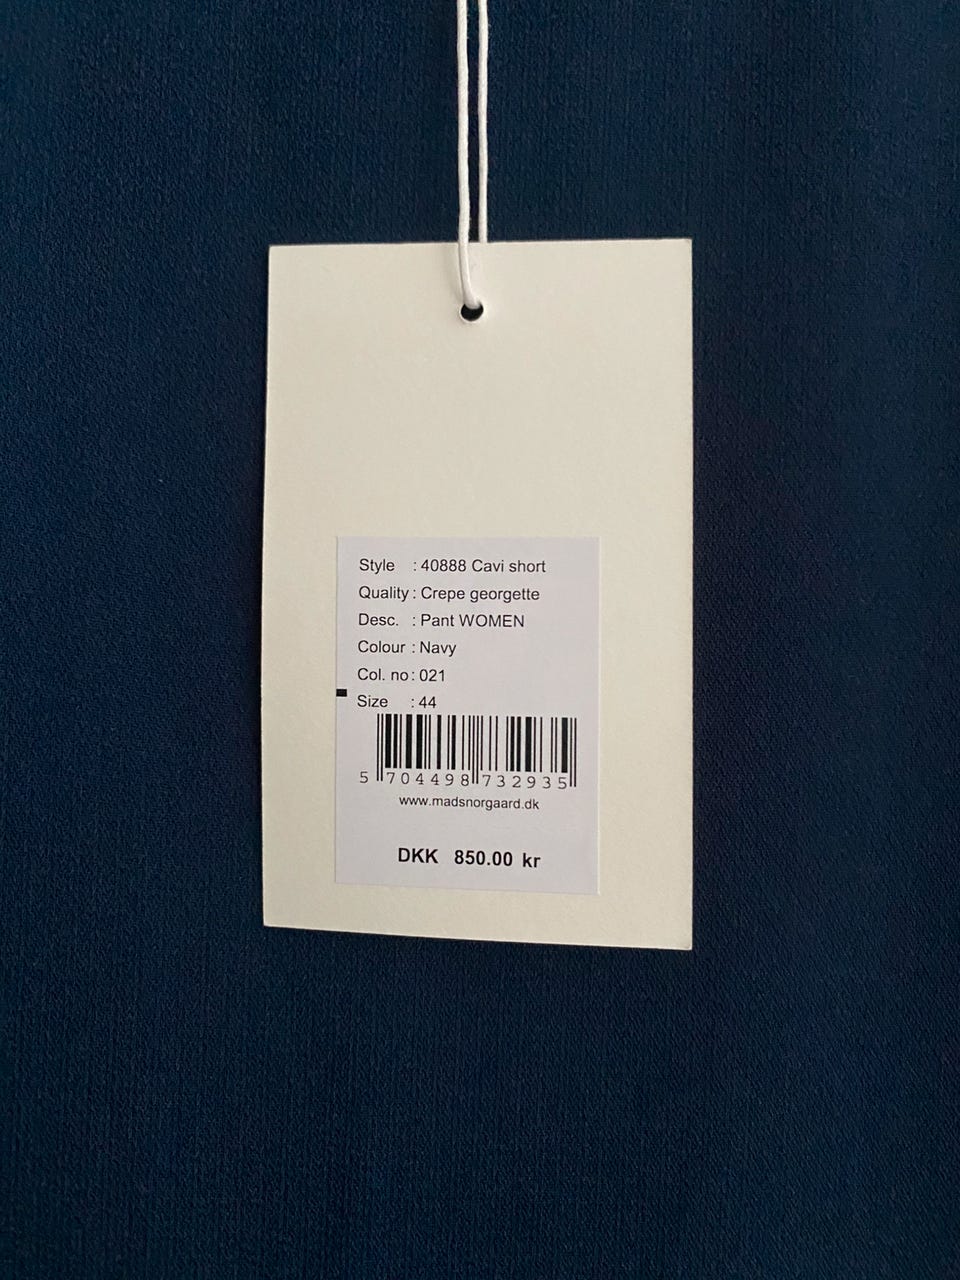 Style : 40888 Cavi short
Quality : Crepe georgette
Desc. : Pant WOMEN
Colour : Navy
Col. no : 021
Size : 44
5 704498 732935
www.madsnorgaard.dk
DKK 850.00 kr